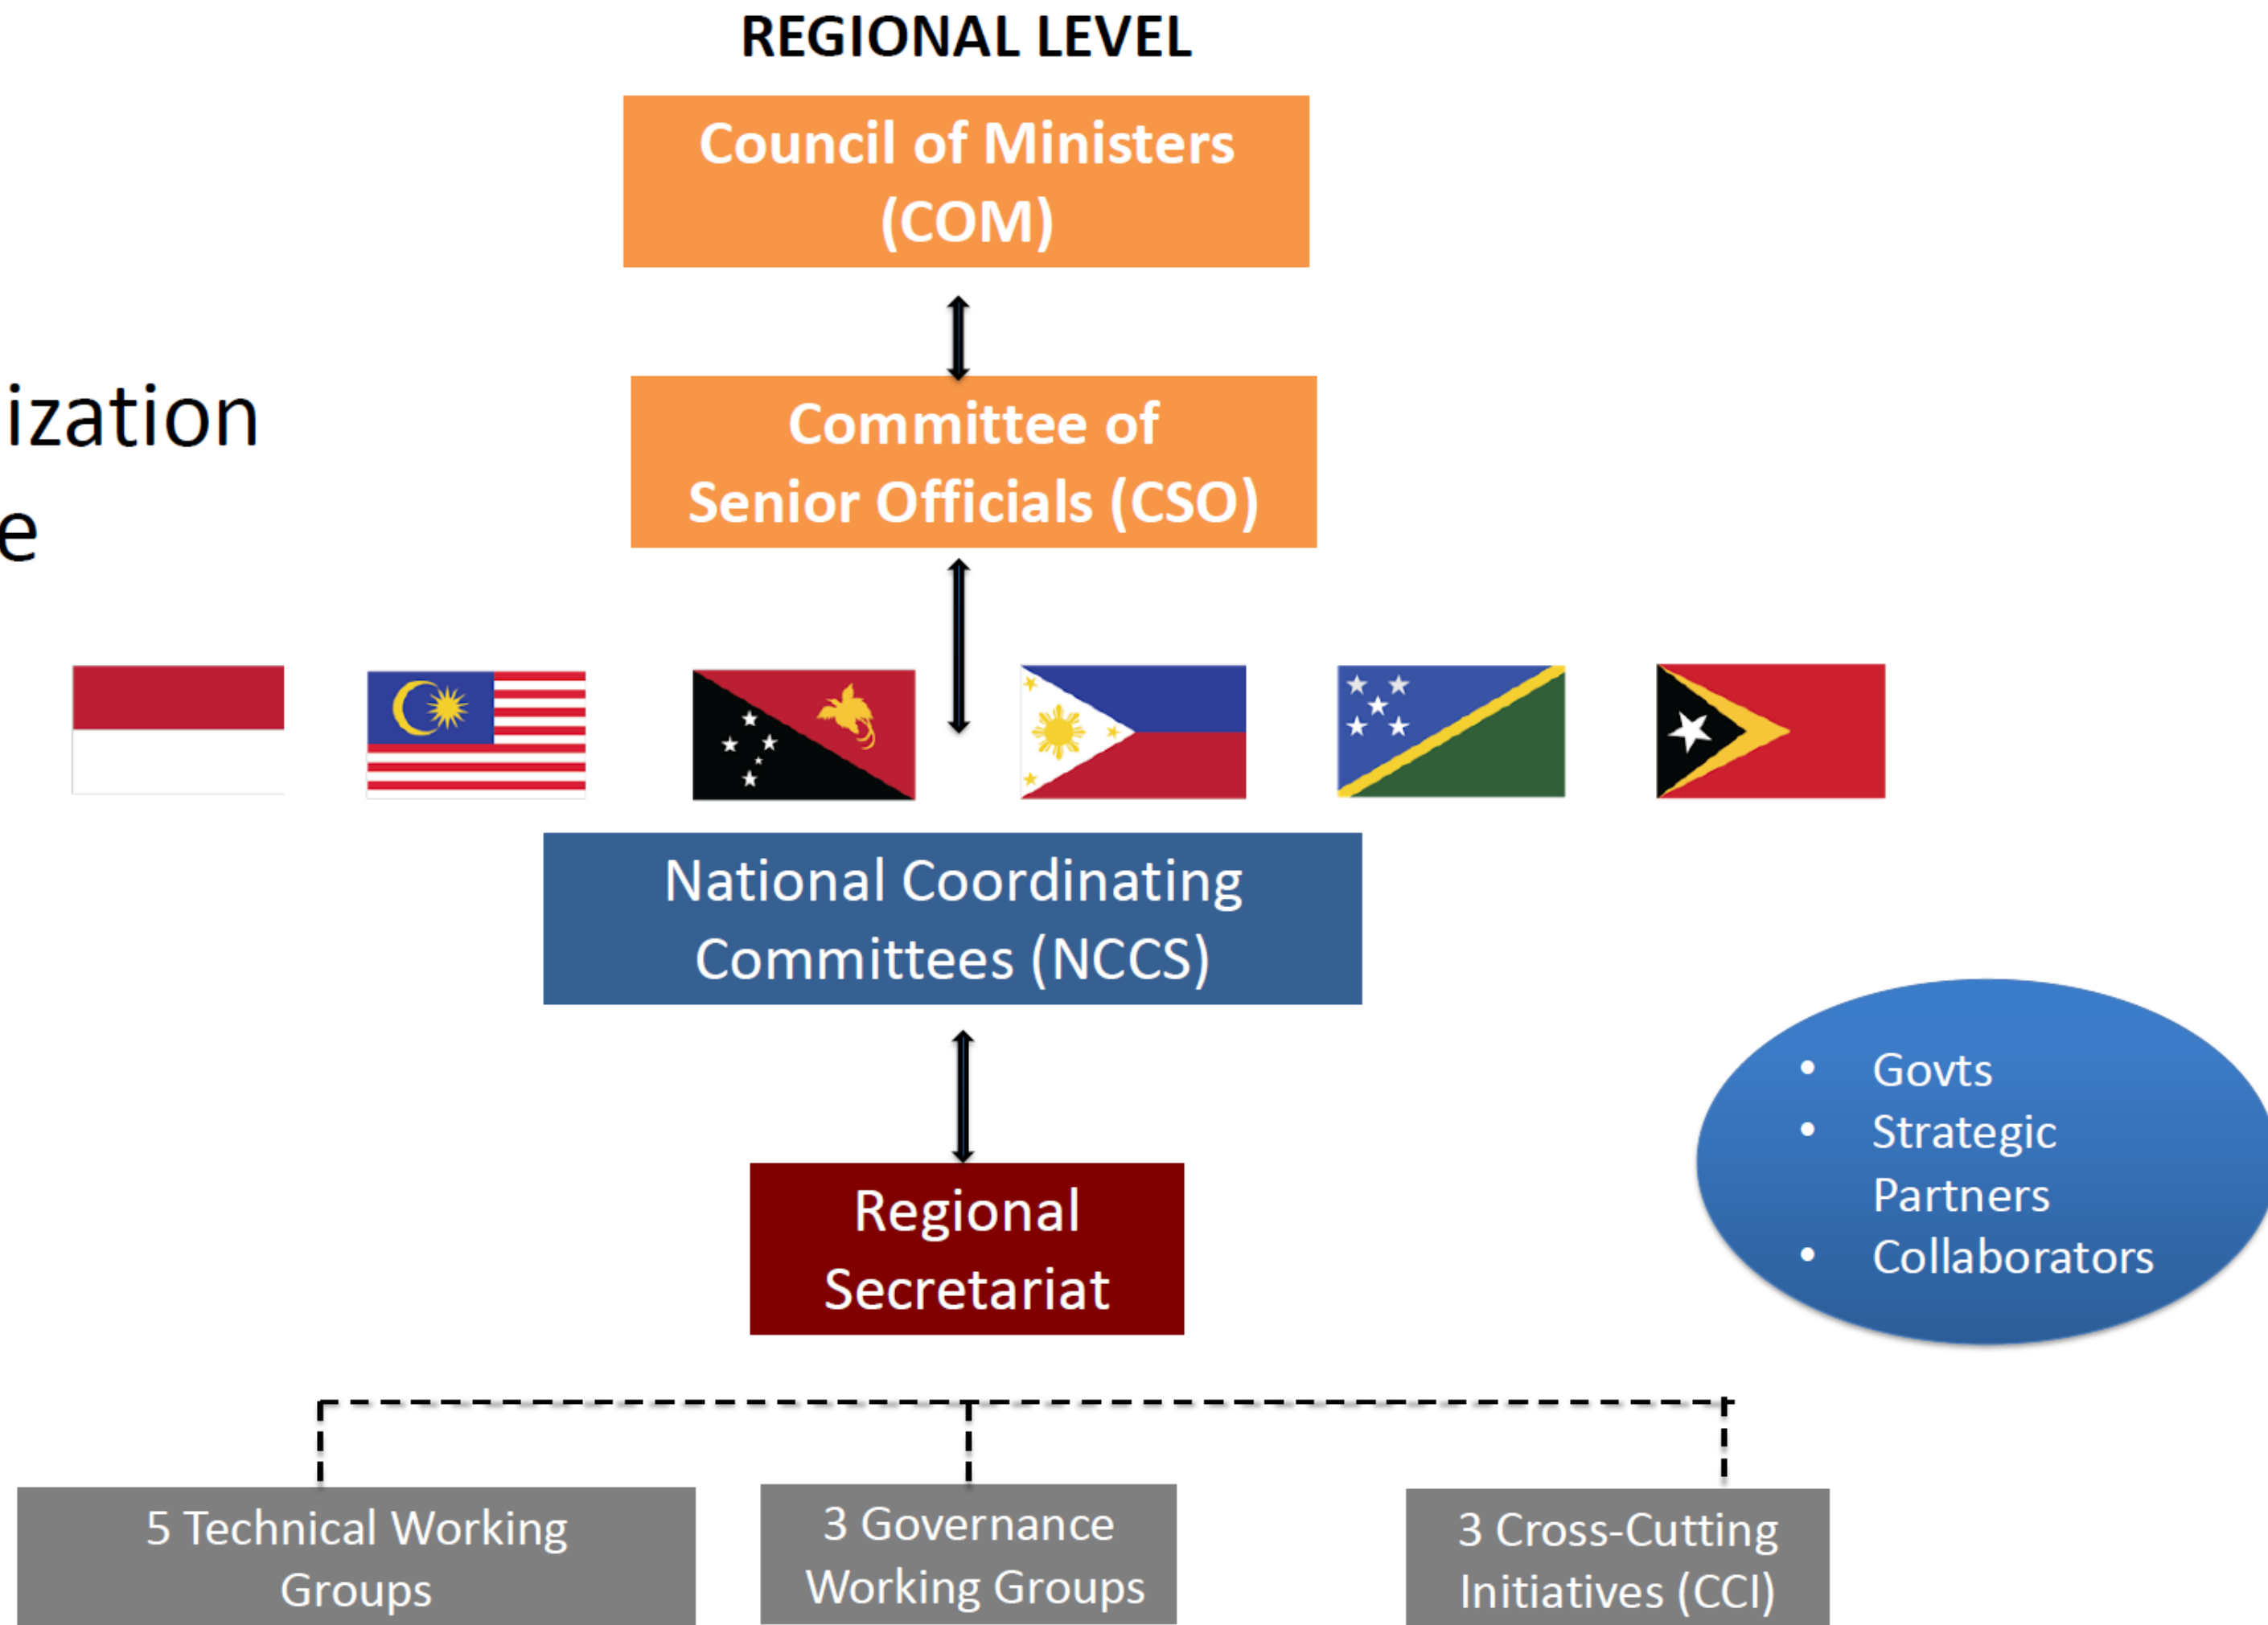 REGIONAL LEVEL
Council of Ministers
(COM)
Committee of
Senior Officials (CSO)
ization
e
National Coordinating
Committees (NCCS)
Regional
Secretariat
• Govts
• Strategic
Partners
• Collaborators
5 Technical Working
Groups
3 Governance
Working Groups
3 Cross-Cutting
Initiatives (CCI)